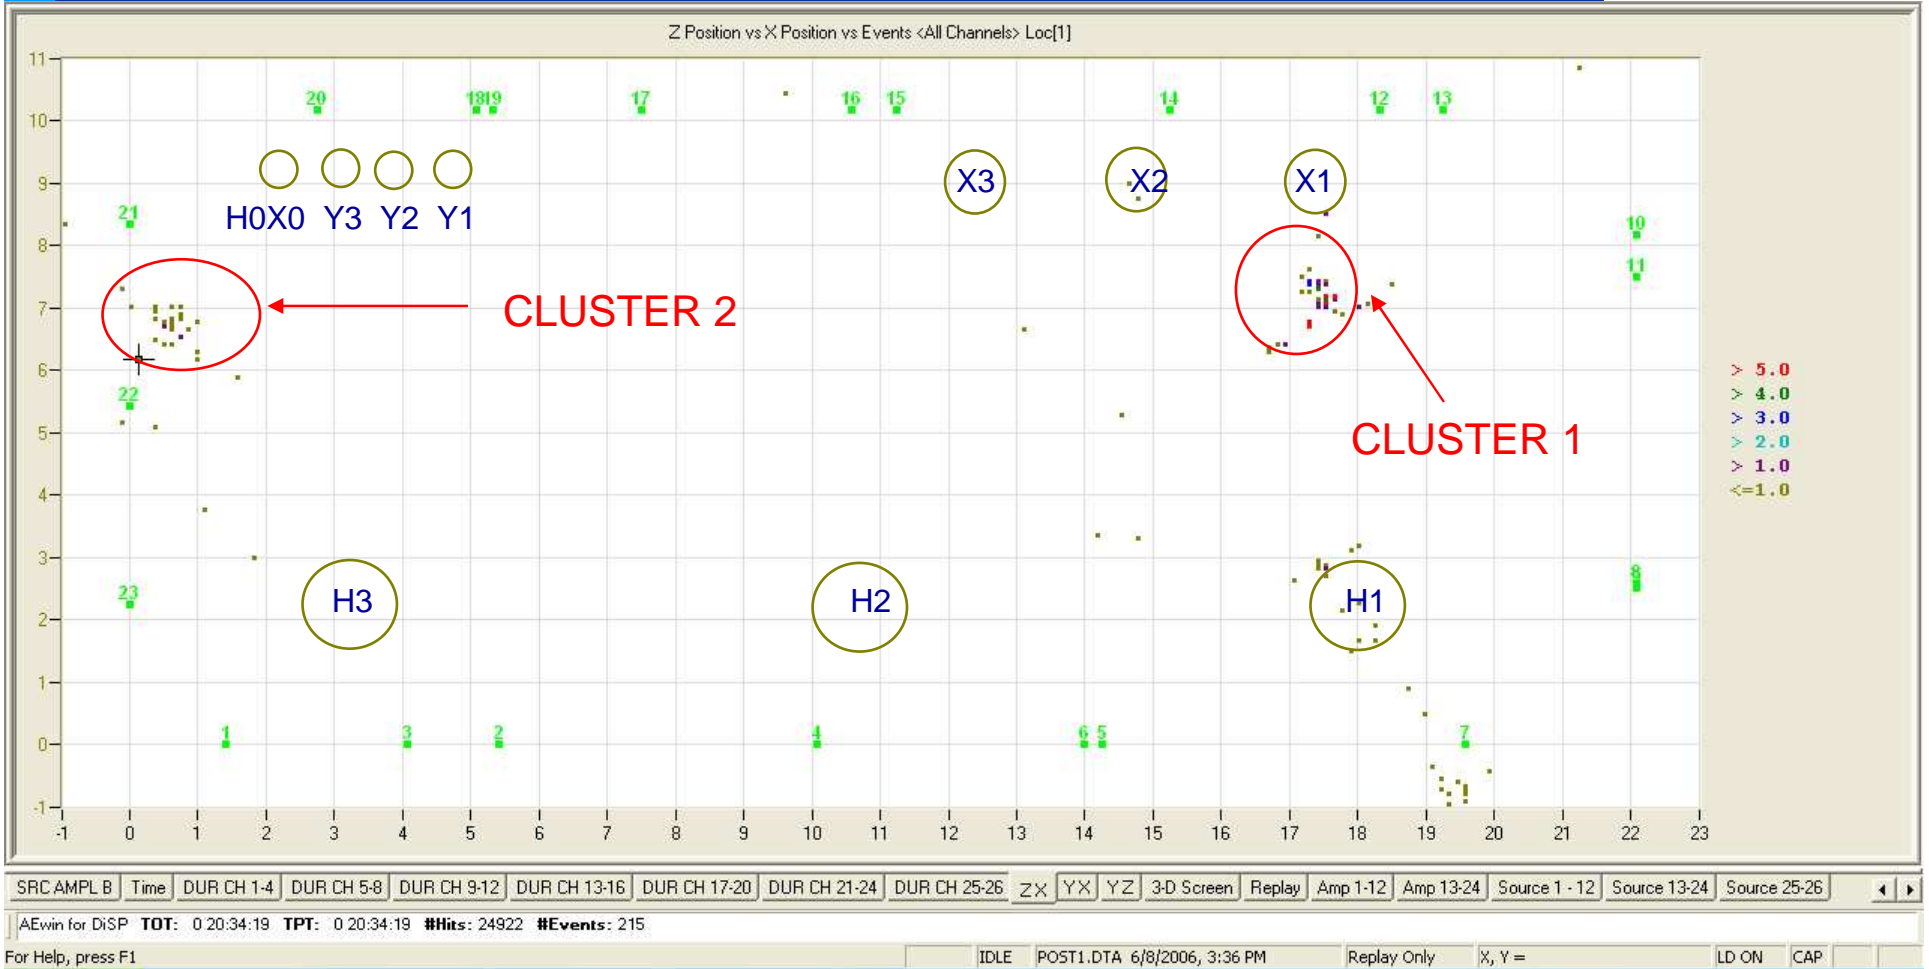 Z Position vs X Position vs Events <All Channels> Loc[1]
11
10
9
8
7
6
5
4
3
2
1
0
-1
20
18 19
17
16
15
14
12
13
H0X0
Y3
Y2
Y1
X3
X2
X1
21
10
11
CLUSTER 2
22
CLUSTER 1
> 5.0
> 4.0
> 3.0
> 2.0
> 1.0
<=1.0
23
H3
H2
H1
8
1
3
2
4
6
5
7
-1 0 1 2 3 4 5 6 7 8 9 10 11 12 13 14 15 16 17 18 19 20 21 22 23
SRC AMPL B Time DUR CH 1-4 DUR CH 5-8 DUR CH 9-12 DUR CH 13-16 DUR CH 17-20 DUR CH 21-24 DUR CH 25-26 ZX YX YZ 3-D Screen Replay Amp 1-12 Amp 13-24 Source 1 - 12 Source 13-24 Source 25-26
AEwin for DiSP TOT: 0 20:34:19 TPT: 0 20:34:19 #Hits: 24922 #Events: 215
For Help, press F1 IDLE POST1.DTA 6/8/2006, 3:36 PM Replay Only X, Y = LD ON CAP